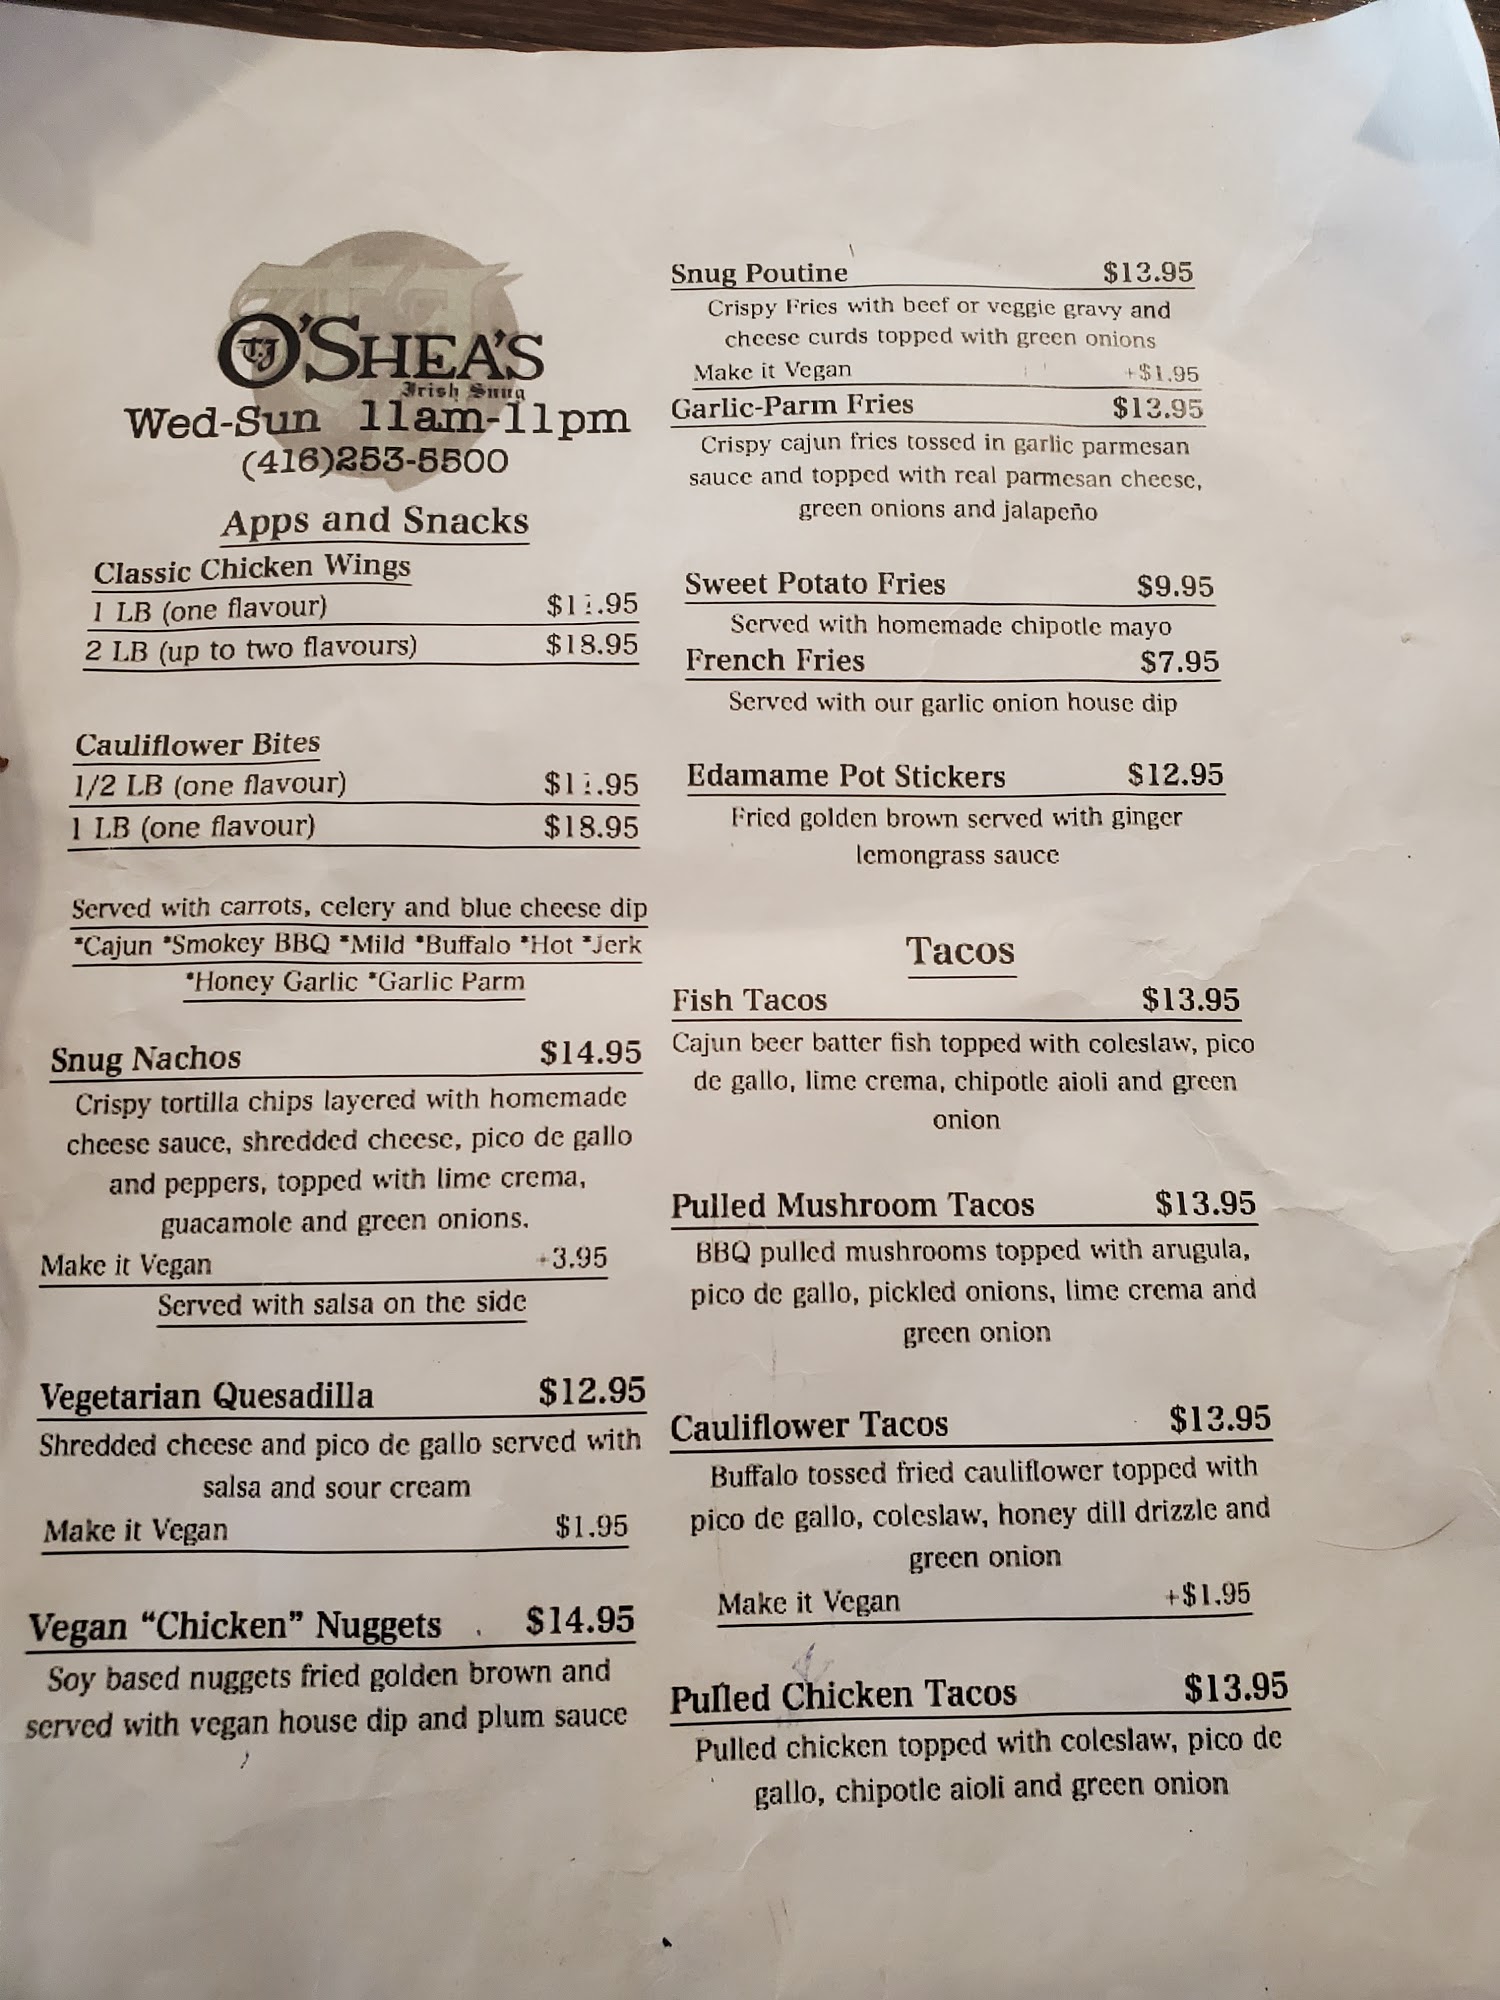 O'SHEA'S
TJ
Irish Snug
Wed-Sun 11am-11pm
(416)253-5500
Apps and Snacks
Classic Chicken Wings
1 LB (one flavour)
2 LB (up to two flavours) $18.95
Cauliflower Bites
1/2 LB (one flavour)
1 LB (one flavour) $18.95
Served with carrots, celery and blue cheese dip
*Cajun *Smokey BBQ *Mild *Buffalo *Hot *Jerk
*Honey Garlic *Garlic Parm
Snug Nachos $14.95
Crispy tortilla chips layered with homemade
cheese sauce, shredded cheese, pico de gallo
and peppers, topped with lime crema,
guacamole and green onions.
Make it Vegan +3.95
Served with salsa on the side
Vegetarian Quesadilla $12.95
Shredded cheese and pico de gallo served with
salsa and sour cream
Make it Vegan $1.95
Vegan “Chicken” Nuggets $14.95
Soy based nuggets fried golden brown and
served with vegan house dip and plum sauce
Snug Poutine
Crispy Fries with beef or veggie gravy and
cheese curds topped with green onions
Make it Vegan +$1.95
Garlic-Parm Fries
Crispy cajun fries tossed in garlic parmesan
sauce and topped with real parmesan cheese,
green onions and jalapeño
Sweet Potato Fries $9.95
Served with homemade chipotle mayo
French Fries $7.95
Served with our garlic onion house dip
Edamame Pot Stickers $12.95
Fried golden brown served with ginger
lemongrass sauce
Tacos
Fish Tacos $13.95
Cajun beer batter fish topped with coleslaw, pico
de gallo, lime crema, chipotle aioli and green
onion
Pulled Mushroom Tacos $13.95
BBQ pulled mushrooms topped with arugula,
pico de gallo, pickled onions, lime crema and
green onion
Cauliflower Tacos
Buffalo tossed fried cauliflower topped with
pico de gallo, coleslaw, honey dill drizzle and
green onion
Make it Vegan +$1.95
Pulled Chicken Tacos $13.95
Pulled chicken topped with coleslaw, pico de
gallo, chipotle aioli and green onion